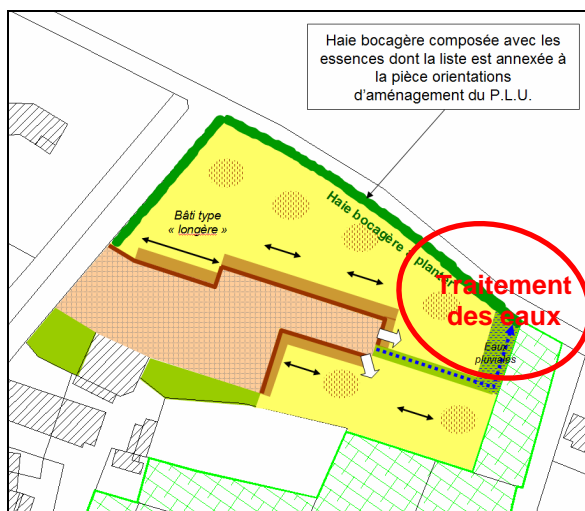 Haie bocagère composée avec les
essences dont la liste est annexée à
la pièce orientations
d'aménagement du P.L.U.
Bâti type
« longère »
Haie bocagère à planter
Traitement
des eaux
Eaux
pluviales